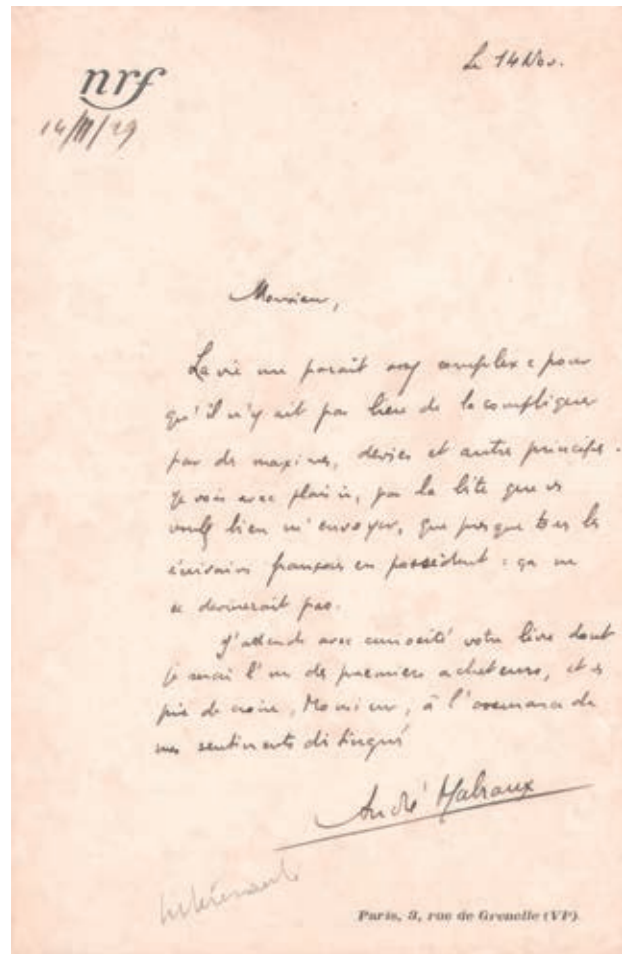 nrf
Le 14 Nov.
14/11/29
Monsieur,
La vie me paraît assez complexe pour
qu'il n'y ait pas lieu de la compliquer
par des maximes, devises et autres principes.
Je vois avec plaisir, par la liste que vs
voulez bien m'envoyer, que presque tous les
écrivains français en possèdent : ça ne
se devinerait pas.
J'attends avec curiosité votre livre dont
je serai l'un des premiers acheteurs, et vs
prie de croire, Monsieur, à l'assurance de
mes sentiments distingués
André Malraux
Paris, 3, rue de Grenelle (VIe)